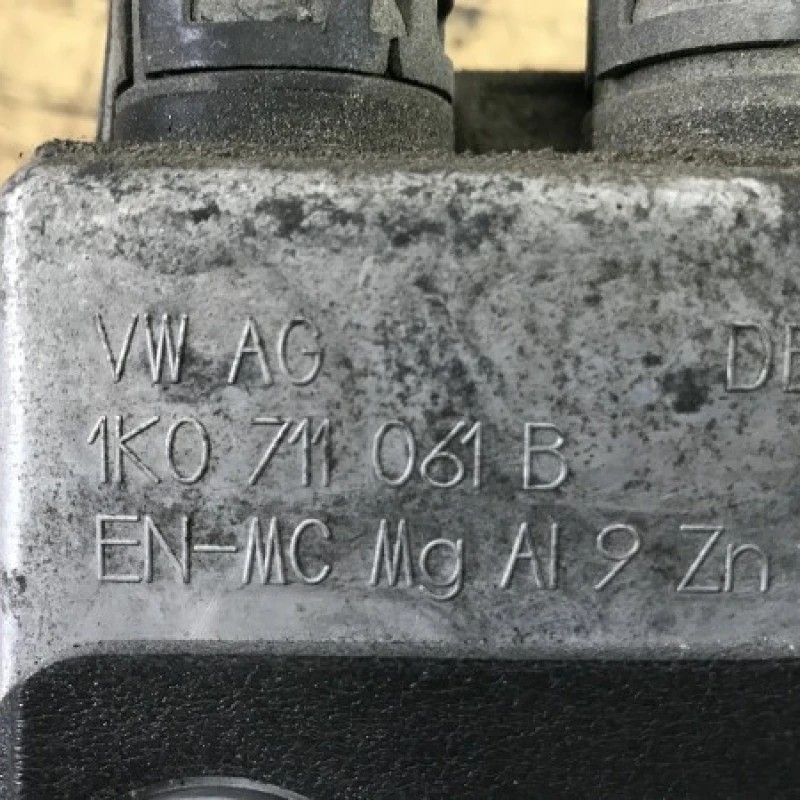 VW AG
1K0 711 061 B
EN-MC Mg Al 9 Zn